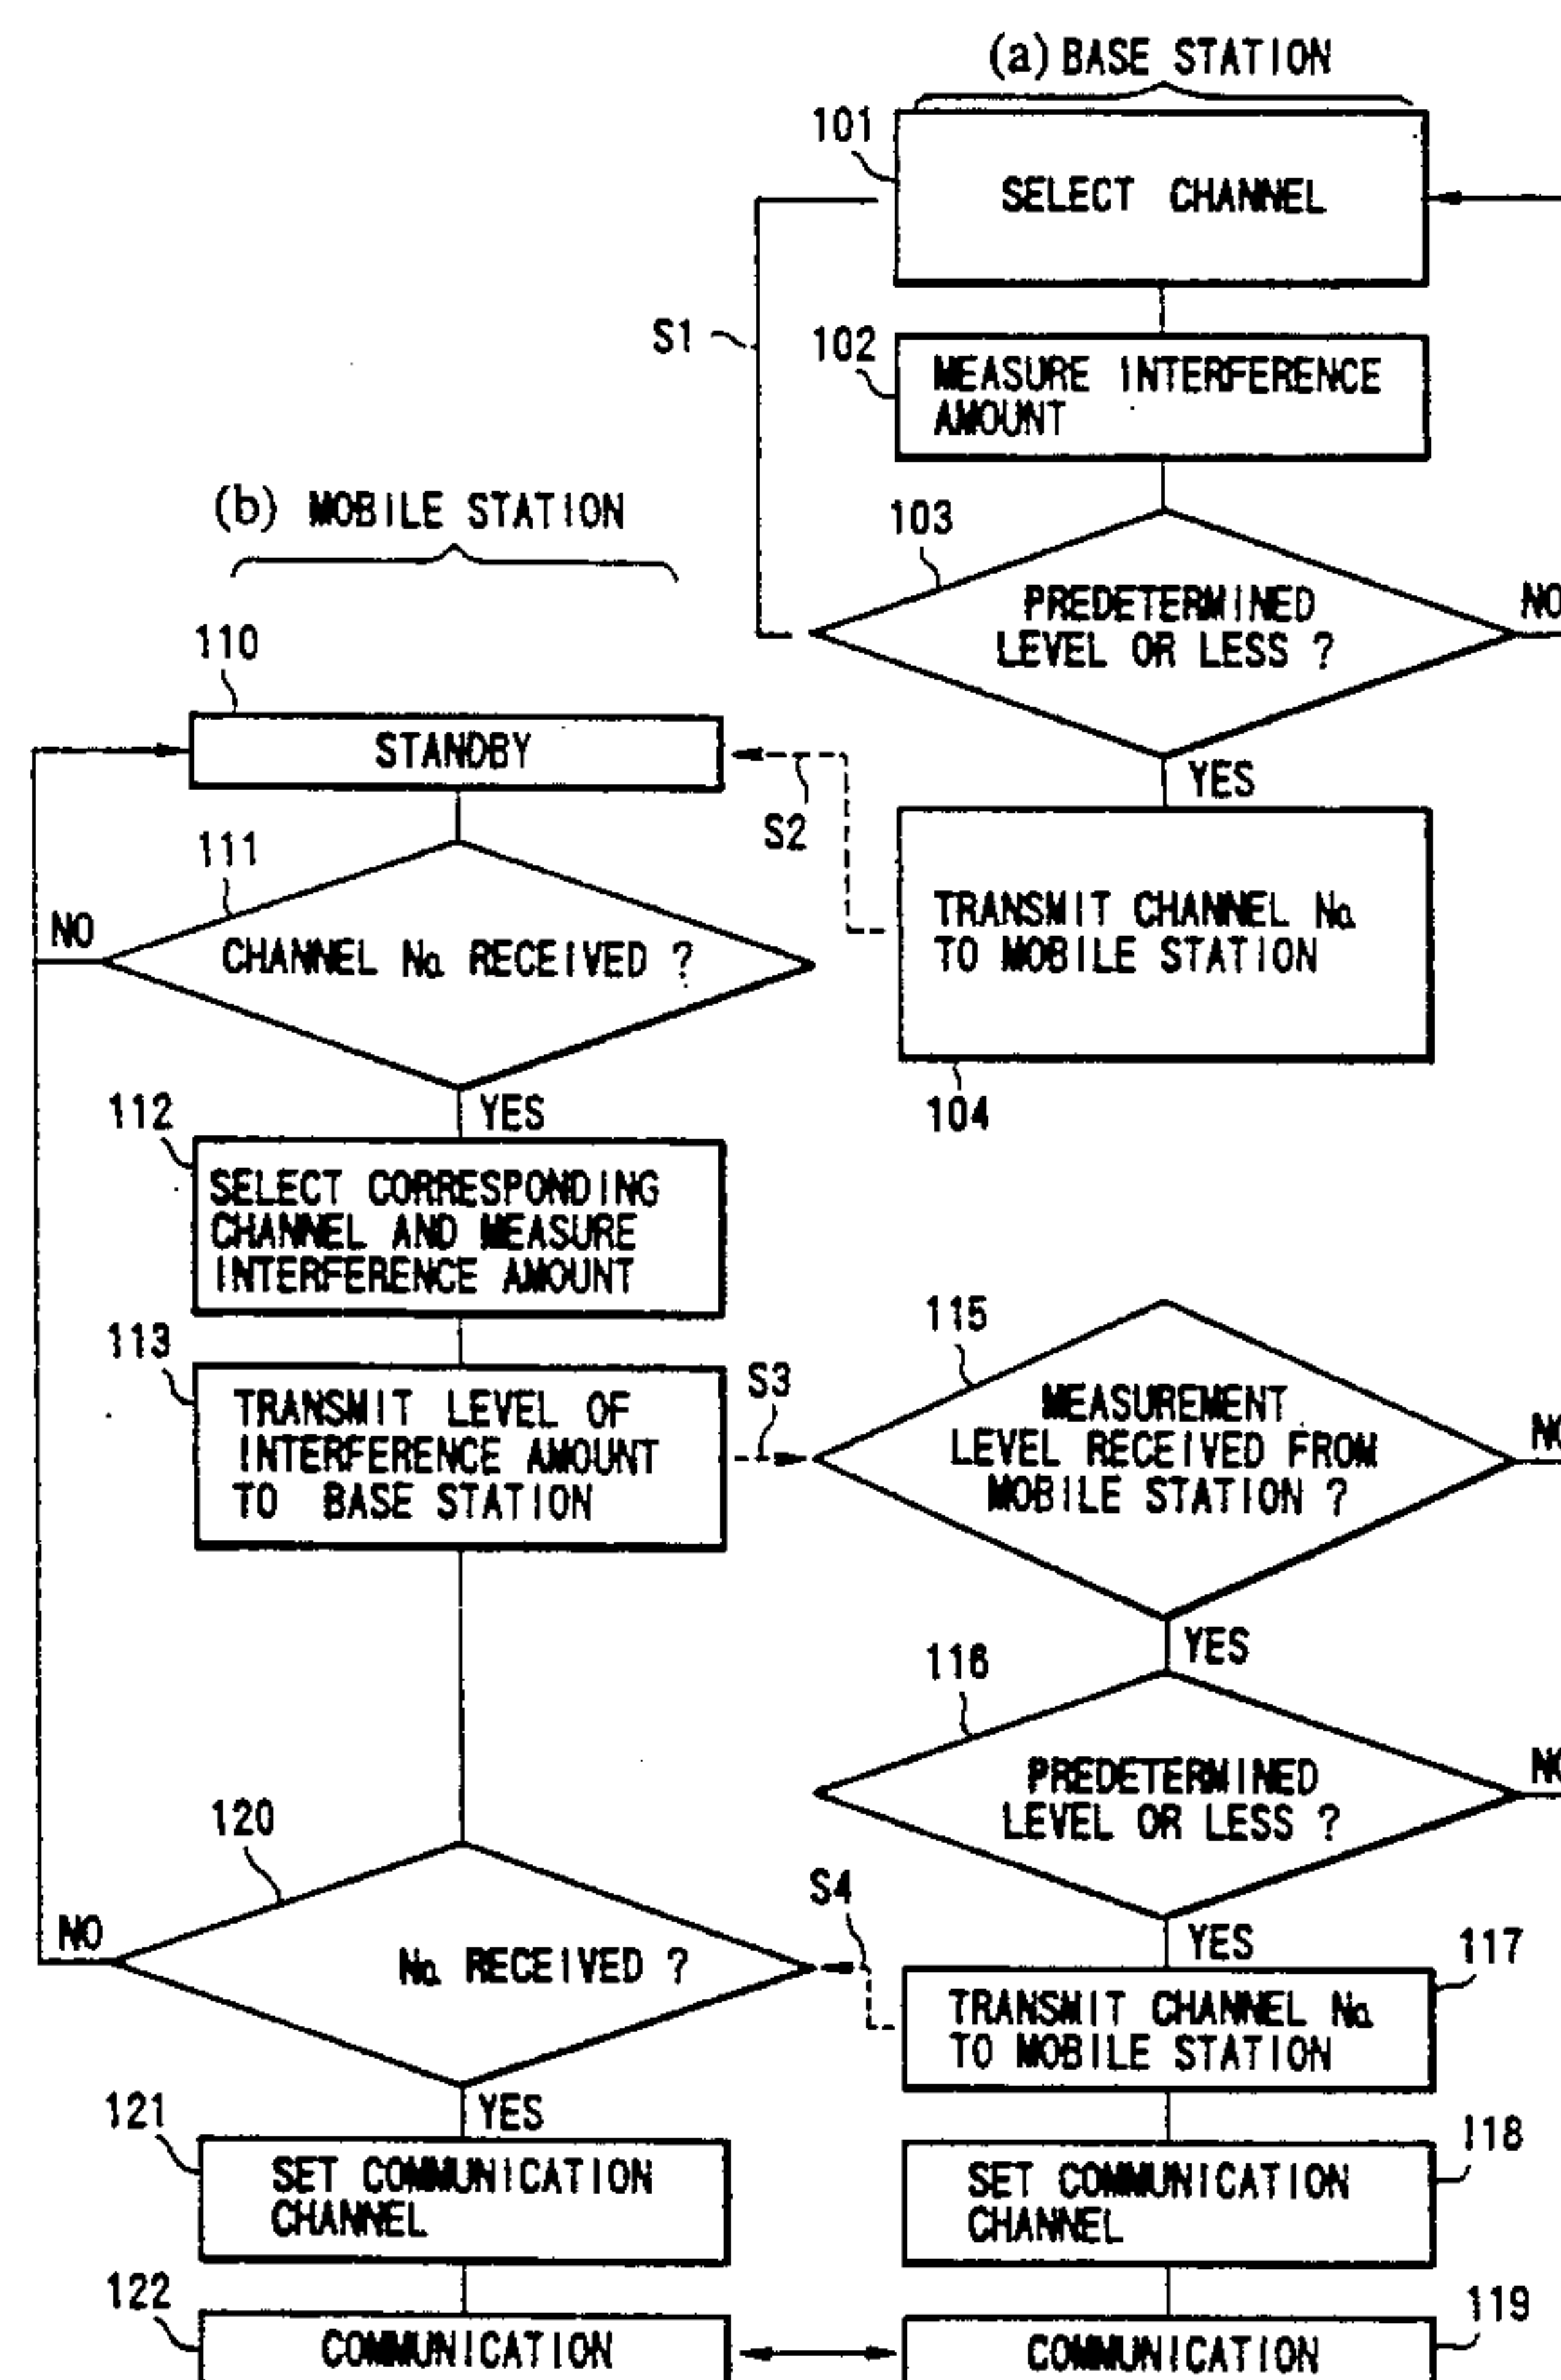 (a) BASE STATION
101
SELECT CHANNEL
S1
102
MEASURE INTERFERENCE
AMOUNT
(b) MOBILE STATION
103
PREDETERMINED
LEVEL OR LESS ?
NO
110
STANDBY
YES
S2
111
NO
CHANNEL No. RECEIVED ?
TRANSMIT CHANNEL No.
TO MOBILE STATION
104
112
YES
SELECT CORRESPONDING
CHANNEL AND MEASURE
INTERFERENCE AMOUNT
113
TRANSMIT LEVEL OF
INTERFERENCE AMOUNT
TO BASE STATION
S3
115
MEASUREMENT
LEVEL RECEIVED FROM
MOBILE STATION ?
NO
YES
116
PREDETERMINED
LEVEL OR LESS ?
NO
120
NO
No. RECEIVED ?
S4
YES
117
TRANSMIT CHANNEL No.
TO MOBILE STATION
121
YES
SET COMMUNICATION
CHANNEL
118
SET COMMUNICATION
CHANNEL
122
COMMUNICATION
119
COMMUNICATION